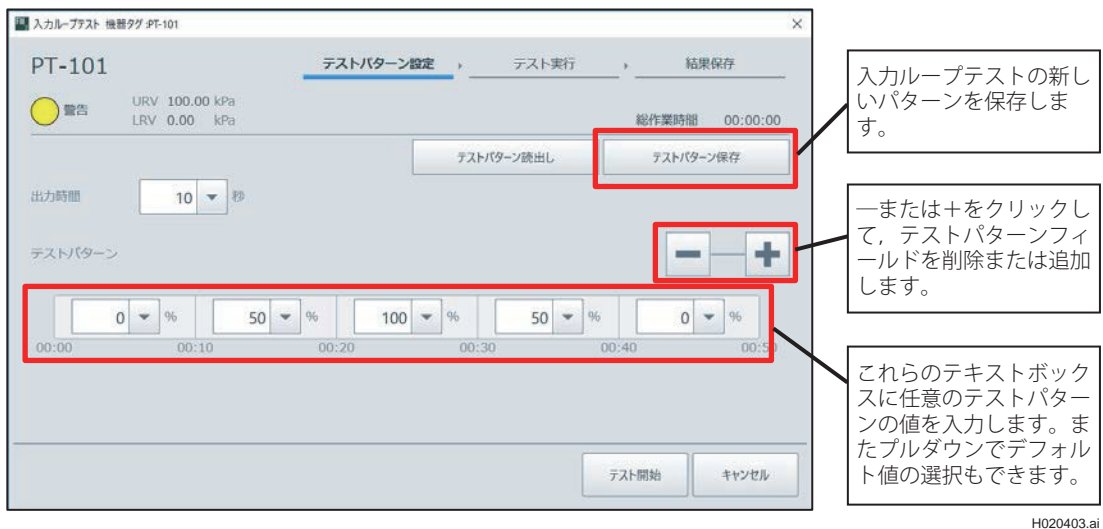 入力ループテスト 機器タグ:PT-101
PT-101
テストパターン設定 › テスト実行 › 結果保存
警告
URV 100.00 kPa
LRV 0.00 kPa
総作業時間 00:00:00
テストパターン読出し
テストパターン保存
出力時間 10 秒
テストパターン
0 % 50 % 100 % 50 % 0 %
00:00 00:10 00:20 00:30 00:40 00:50
テスト開始
キャンセル
入力ループテストの新し
いパターンを保存しま
す。
―または＋をクリックし
て，テストパターンフィ
ールドを削除または追加
します。
これらのテキストボック
スに任意のテストパター
ンの値を入力します。ま
たプルダウンでデフォル
ト値の選択もできます。
H020403.ai